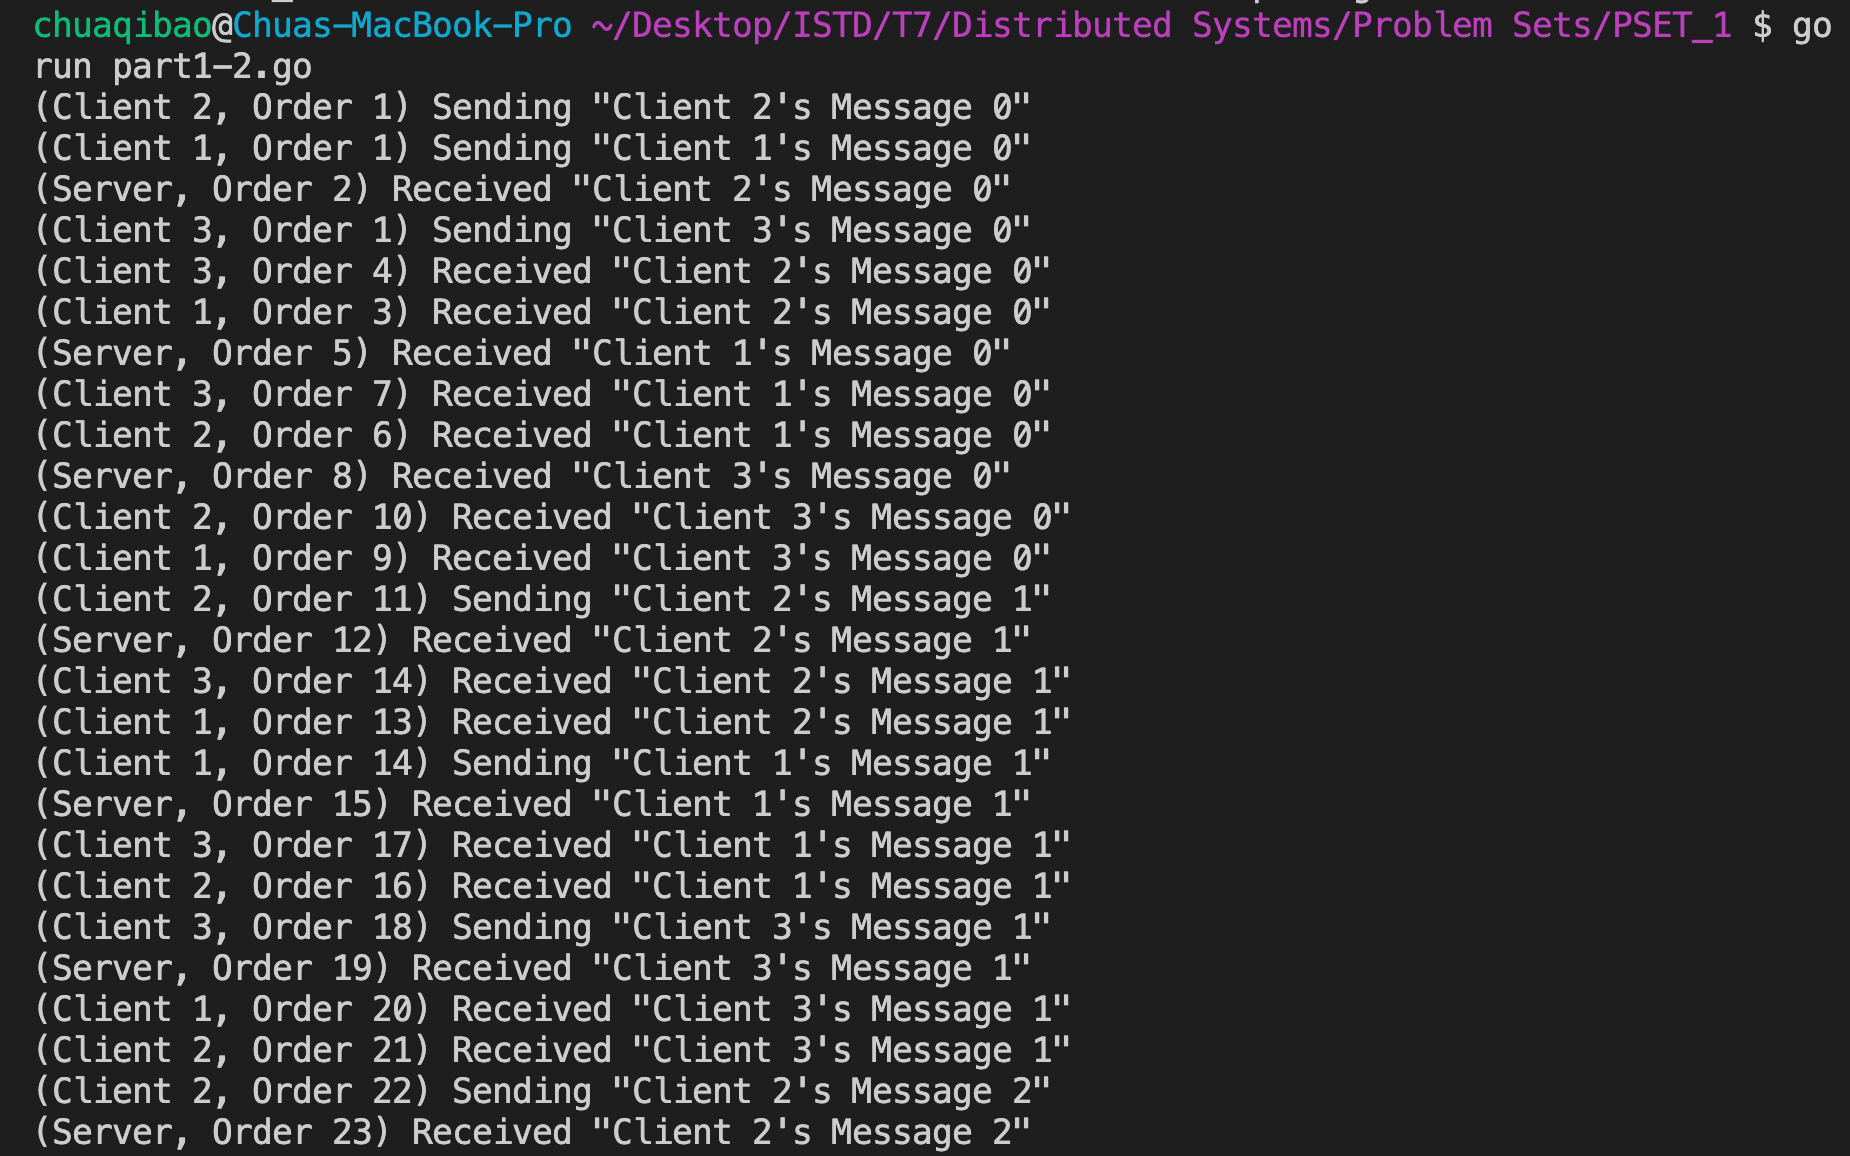 chuaqibao@Chuas-MacBook-Pro ~/Desktop/ISTD/T7/Distributed Systems/Problem Sets/PSET_1 $ go
run part1-2.go
(Client 2, Order 1) Sending "Client 2's Message 0"
(Client 1, Order 1) Sending "Client 1's Message 0"
(Server, Order 2) Received "Client 2's Message 0"
(Client 3, Order 1) Sending "Client 3's Message 0"
(Client 3, Order 4) Received "Client 2's Message 0"
(Client 1, Order 3) Received "Client 2's Message 0"
(Server, Order 5) Received "Client 1's Message 0"
(Client 3, Order 7) Received "Client 1's Message 0"
(Client 2, Order 6) Received "Client 1's Message 0"
(Server, Order 8) Received "Client 3's Message 0"
(Client 2, Order 10) Received "Client 3's Message 0"
(Client 1, Order 9) Received "Client 3's Message 0"
(Client 2, Order 11) Sending "Client 2's Message 1"
(Server, Order 12) Received "Client 2's Message 1"
(Client 3, Order 14) Received "Client 2's Message 1"
(Client 1, Order 13) Received "Client 2's Message 1"
(Client 1, Order 14) Sending "Client 1's Message 1"
(Server, Order 15) Received "Client 1's Message 1"
(Client 3, Order 17) Received "Client 1's Message 1"
(Client 2, Order 16) Received "Client 1's Message 1"
(Client 3, Order 18) Sending "Client 3's Message 1"
(Server, Order 19) Received "Client 3's Message 1"
(Client 1, Order 20) Received "Client 3's Message 1"
(Client 2, Order 21) Received "Client 3's Message 1"
(Client 2, Order 22) Sending "Client 2's Message 2"
(Server, Order 23) Received "Client 2's Message 2"